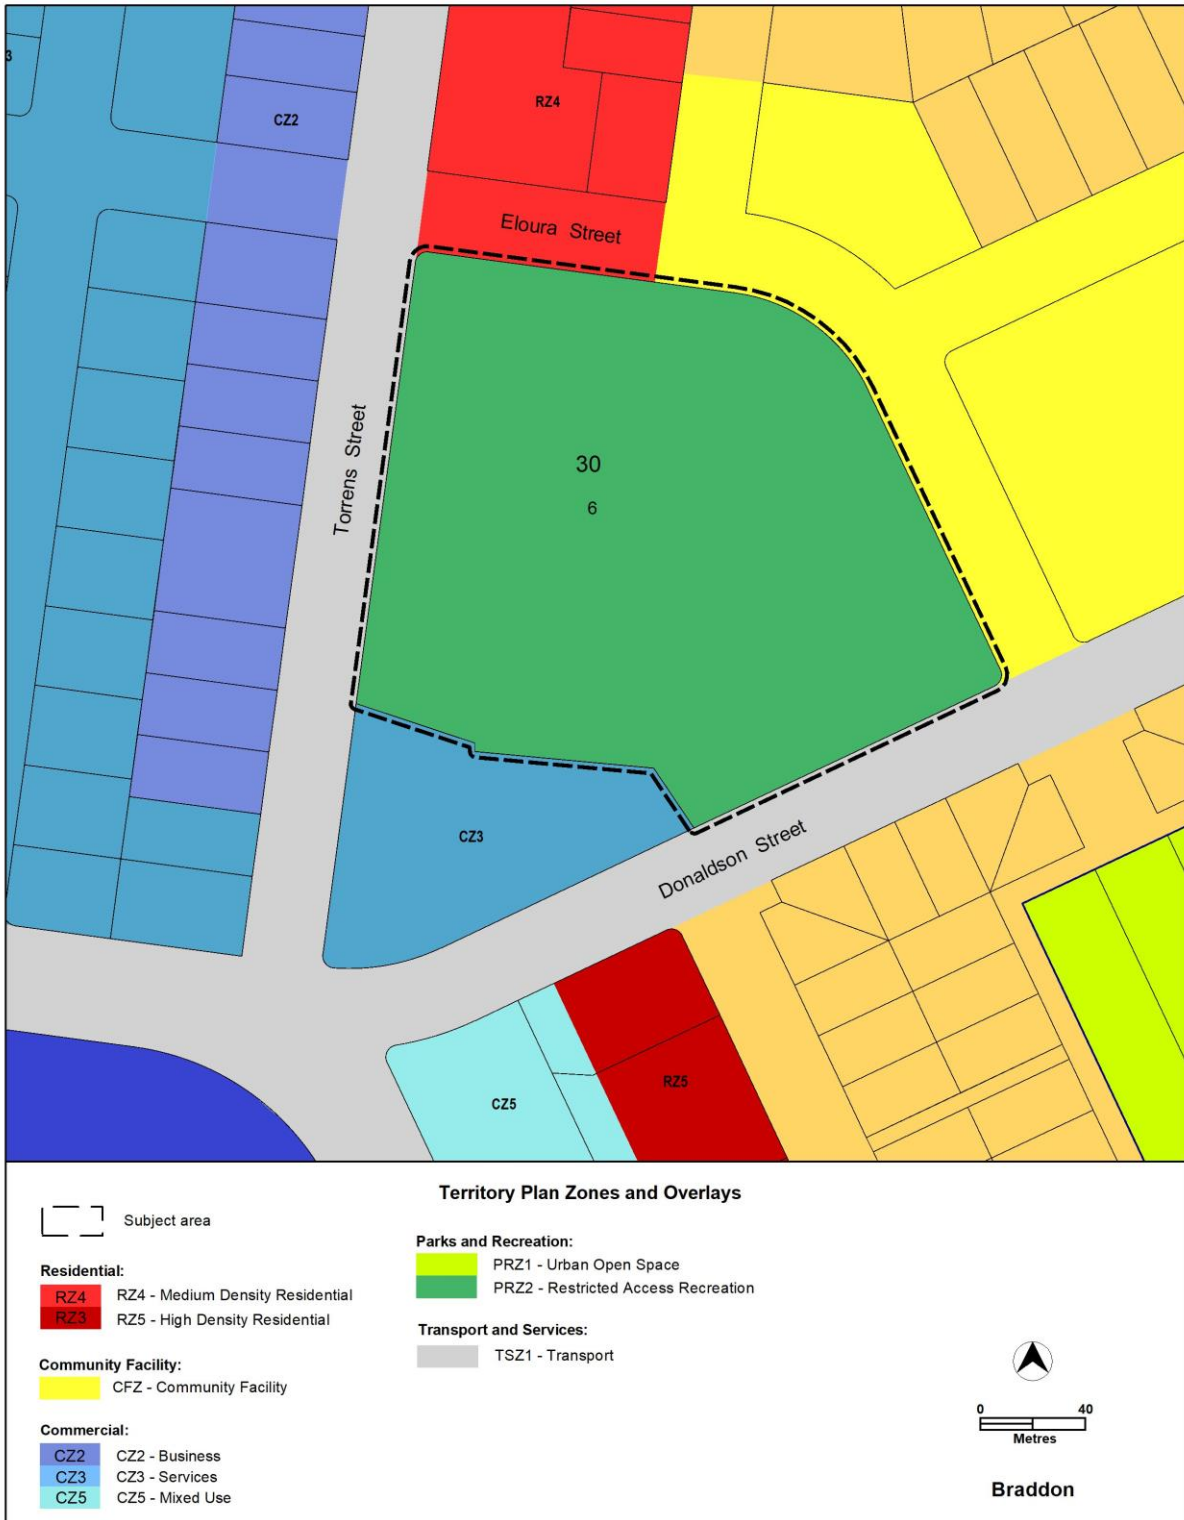 3
CZ2
RZ4
Eloura Street
Torrens Street
30
6
CZ3
Donaldson Street
CZ5
RZ5
Territory Plan Zones and Overlays
Subject area
Residential:
RZ4 RZ4 - Medium Density Residential
RZ3 RZ5 - High Density Residential
Community Facility:
CFZ - Community Facility
Commercial:
CZ2 CZ2 - Business
CZ3 CZ3 - Services
CZ5 CZ5 - Mixed Use
Parks and Recreation:
PRZ1 - Urban Open Space
PRZ2 - Restricted Access Recreation
Transport and Services:
TSZ1 - Transport
0 40
Metres
Braddon